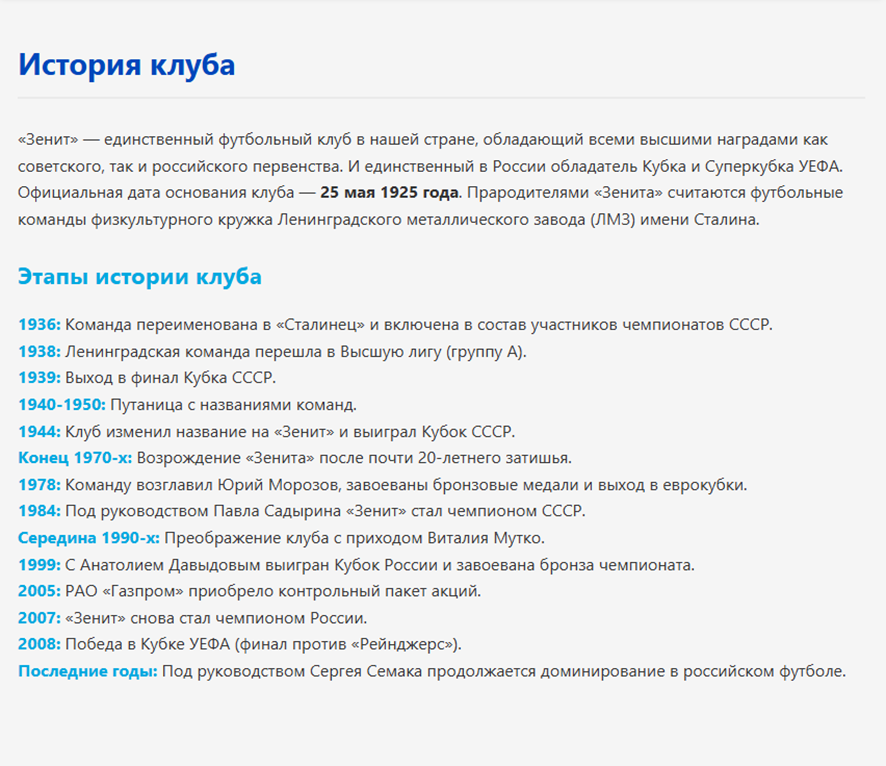 История клуба
«Зенит» — единственный футбольный клуб в нашей стране, обладающий всеми высшими наградами как
советского, так и российского первенства. И единственный в России обладатель Кубка и Суперкубка УЕФА.
Официальная дата основания клуба — 25 мая 1925 года. Прародителями «Зенита» считаются футбольные
команды физкультурного кружка Ленинградского металлического завода (ЛМЗ) имени Сталина.
Этапы истории клуба
1936: Команда переименована в «Сталинец» и включена в состав участников чемпионатов СССР.
1938: Ленинградская команда перешла в Высшую лигу (группу А).
1939: Выход в финал Кубка СССР.
1940-1950: Путаница с названиями команд.
1944: Клуб изменил название на «Зенит» и выиграл Кубок СССР.
Конец 1970-х: Возрождение «Зенита» после почти 20-летнего затишья.
1978: Команду возглавил Юрий Морозов, завоеваны бронзовые медали и выход в еврокубки.
1984: Под руководством Павла Садырина «Зенит» стал чемпионом СССР.
Середина 1990-х: Преображение клуба с приходом Виталия Мутко.
1999: С Анатолием Давыдовым выигран Кубок России и завоевана бронза чемпионата.
2005: РАО «Газпром» приобрело контрольный пакет акций.
2007: «Зенит» снова стал чемпионом России.
2008: Победа в Кубке УЕФА (финал против «Рейнджерс»).
Последние годы: Под руководством Сергея Семака продолжается доминирование в российском футболе.